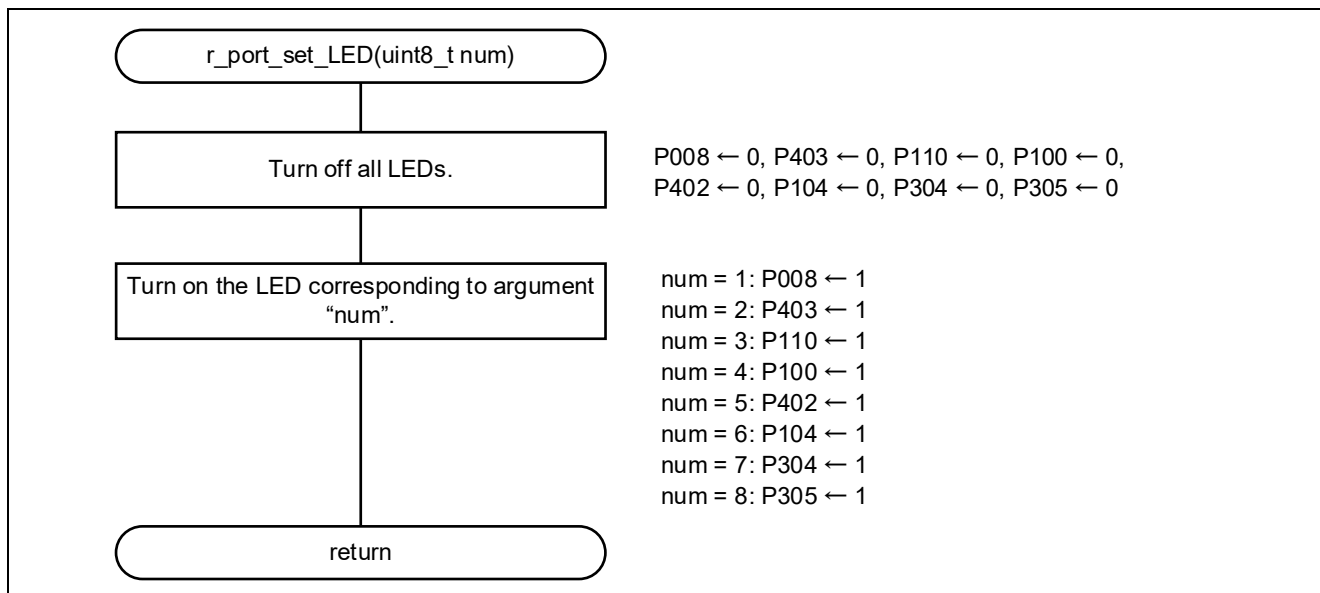 r_port_set_LED(uint8_t num)
Turn off all LEDs.
P008 ← 0, P403 ← 0, P110 ← 0, P100 ← 0,
P402 ← 0, P104 ← 0, P304 ← 0, P305 ← 0
Turn on the LED corresponding to argument
“num”.
num = 1: P008 ← 1
num = 2: P403 ← 1
num = 3: P110 ← 1
num = 4: P100 ← 1
num = 5: P402 ← 1
num = 6: P104 ← 1
num = 7: P304 ← 1
num = 8: P305 ← 1
return